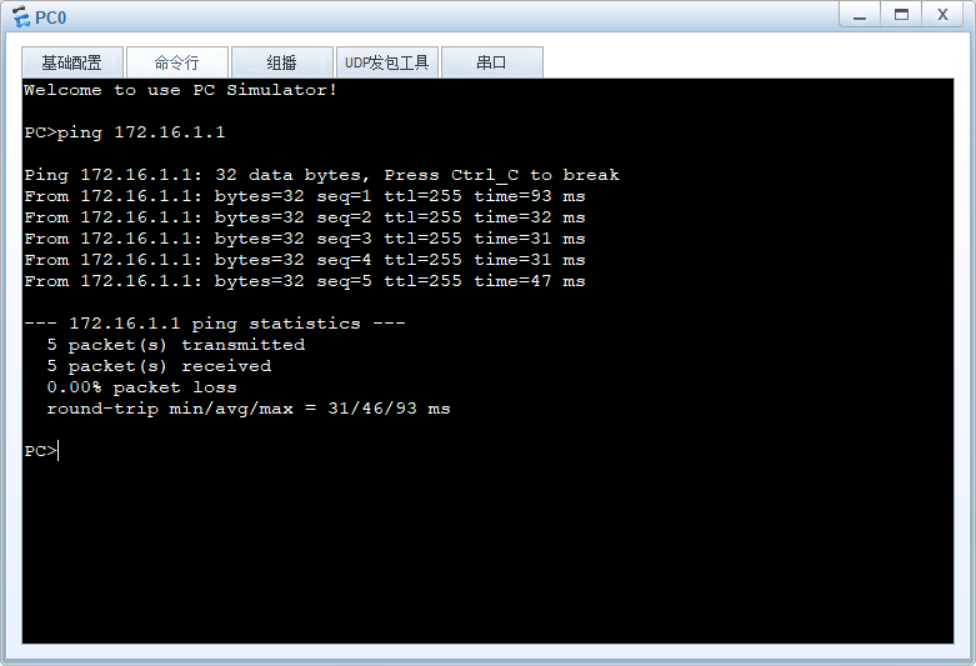 PC0
基础配置 命令行 组播 UDP发包工具 串口
Welcome to use PC Simulator!
PC>ping 172.16.1.1
Ping 172.16.1.1: 32 data bytes, Press Ctrl_C to break
From 172.16.1.1: bytes=32 seq=1 ttl=255 time=93 ms
From 172.16.1.1: bytes=32 seq=2 ttl=255 time=32 ms
From 172.16.1.1: bytes=32 seq=3 ttl=255 time=31 ms
From 172.16.1.1: bytes=32 seq=4 ttl=255 time=31 ms
From 172.16.1.1: bytes=32 seq=5 ttl=255 time=47 ms
--- 172.16.1.1 ping statistics ---
5 packet(s) transmitted
5 packet(s) received
0.00% packet loss
round-trip min/avg/max = 31/46/93 ms
PC>